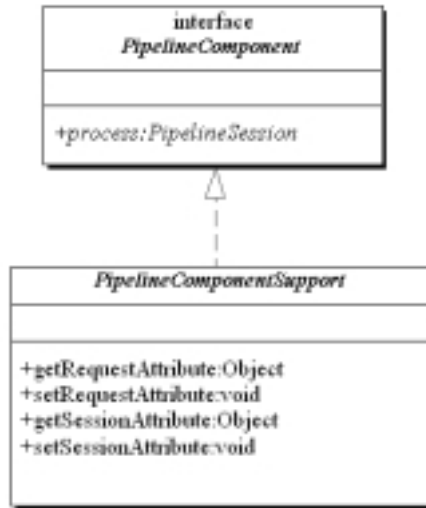 interface
PipelineComponent
+process:PipelineSession
PipelineComponentSupport
+getRequestAttribute:Object
+setRequestAttribute:void
+getSessionAttribute:Object
+setSessionAttribute:void